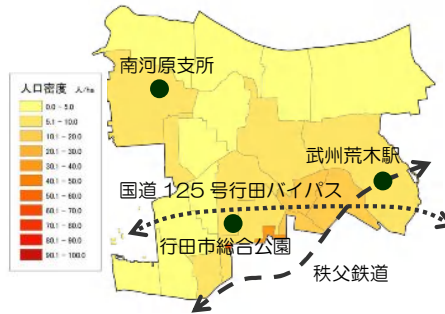 南河原支所
人口密度 人/ha
0.0 - 5.0
5.1 - 10.0
10.1 - 20.0
20.1 - 30.0
30.1 - 40.0
40.1 - 50.0
50.1 - 60.0
60.1 - 70.0
70.1 - 80.0
80.1 - 90.0
90.1 - 100.0
武州荒木駅
国道 125 号行田バイパス
行田市総合公園
秩父鉄道